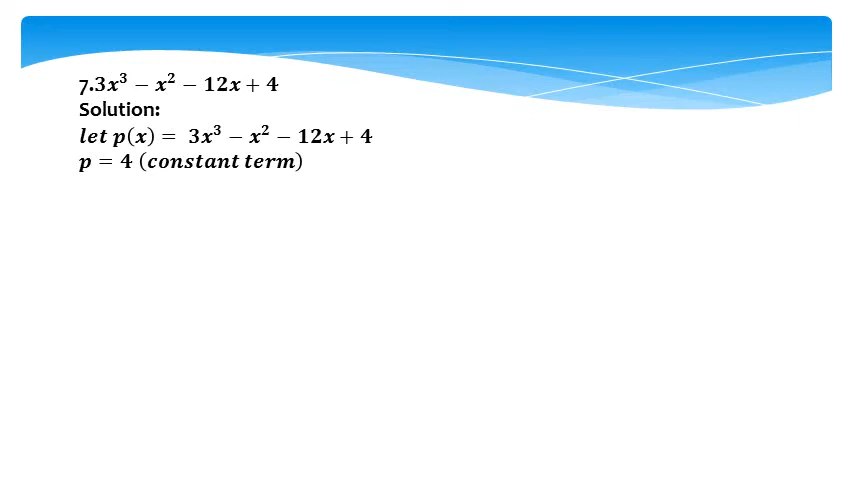 7.3x³ − x² − 12x + 4
Solution:
let p(x) = 3x³ − x² − 12x + 4
p = 4 (constant term)